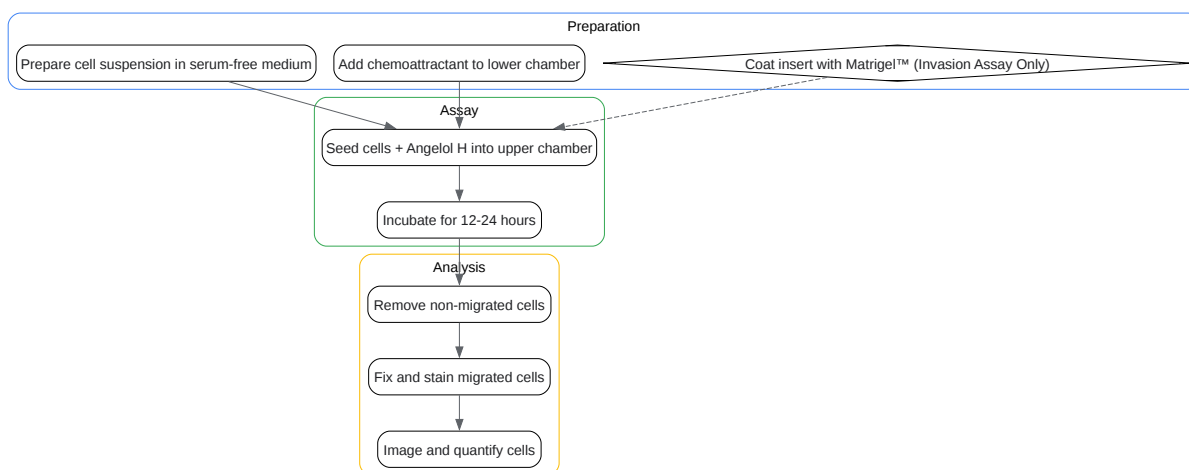 Preparation
Prepare cell suspension in serum-free medium
Add chemoattractant to lower chamber
Coat insert with Matrigel™ (Invasion Assay Only)
Assay
Seed cells + Angelol H into upper chamber
Incubate for 12-24 hours
Analysis
Remove non-migrated cells
Fix and stain migrated cells
Image and quantify cells